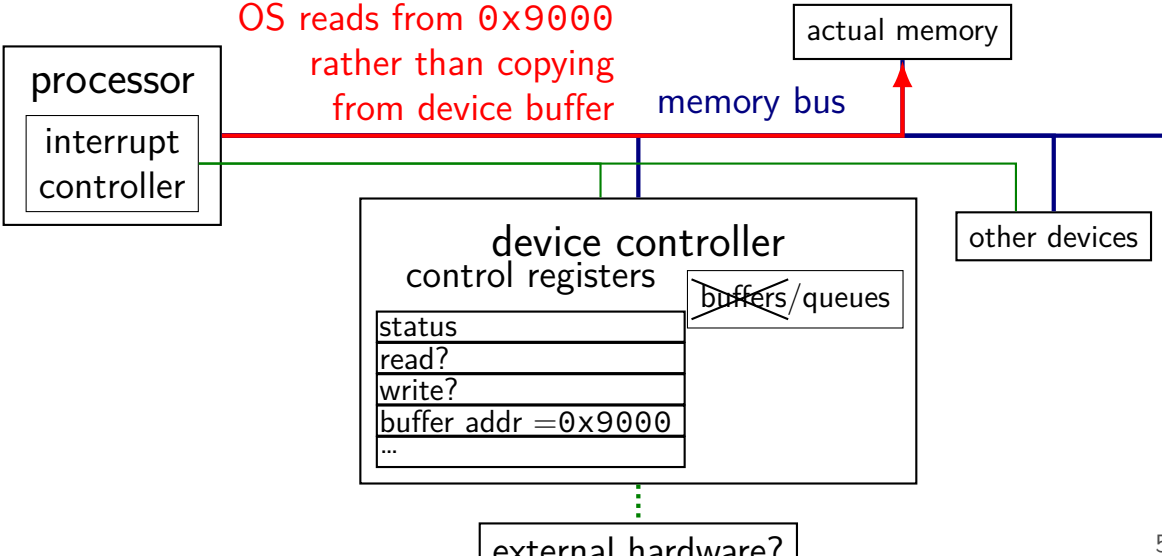 OS reads from 0x9000
rather than copying
from device buffer
actual memory
processor
memory bus
interrupt
controller
device controller
other devices
control registers
buffers/queues
status
read?
write?
buffer addr =0x9000
...
external hardware?
5